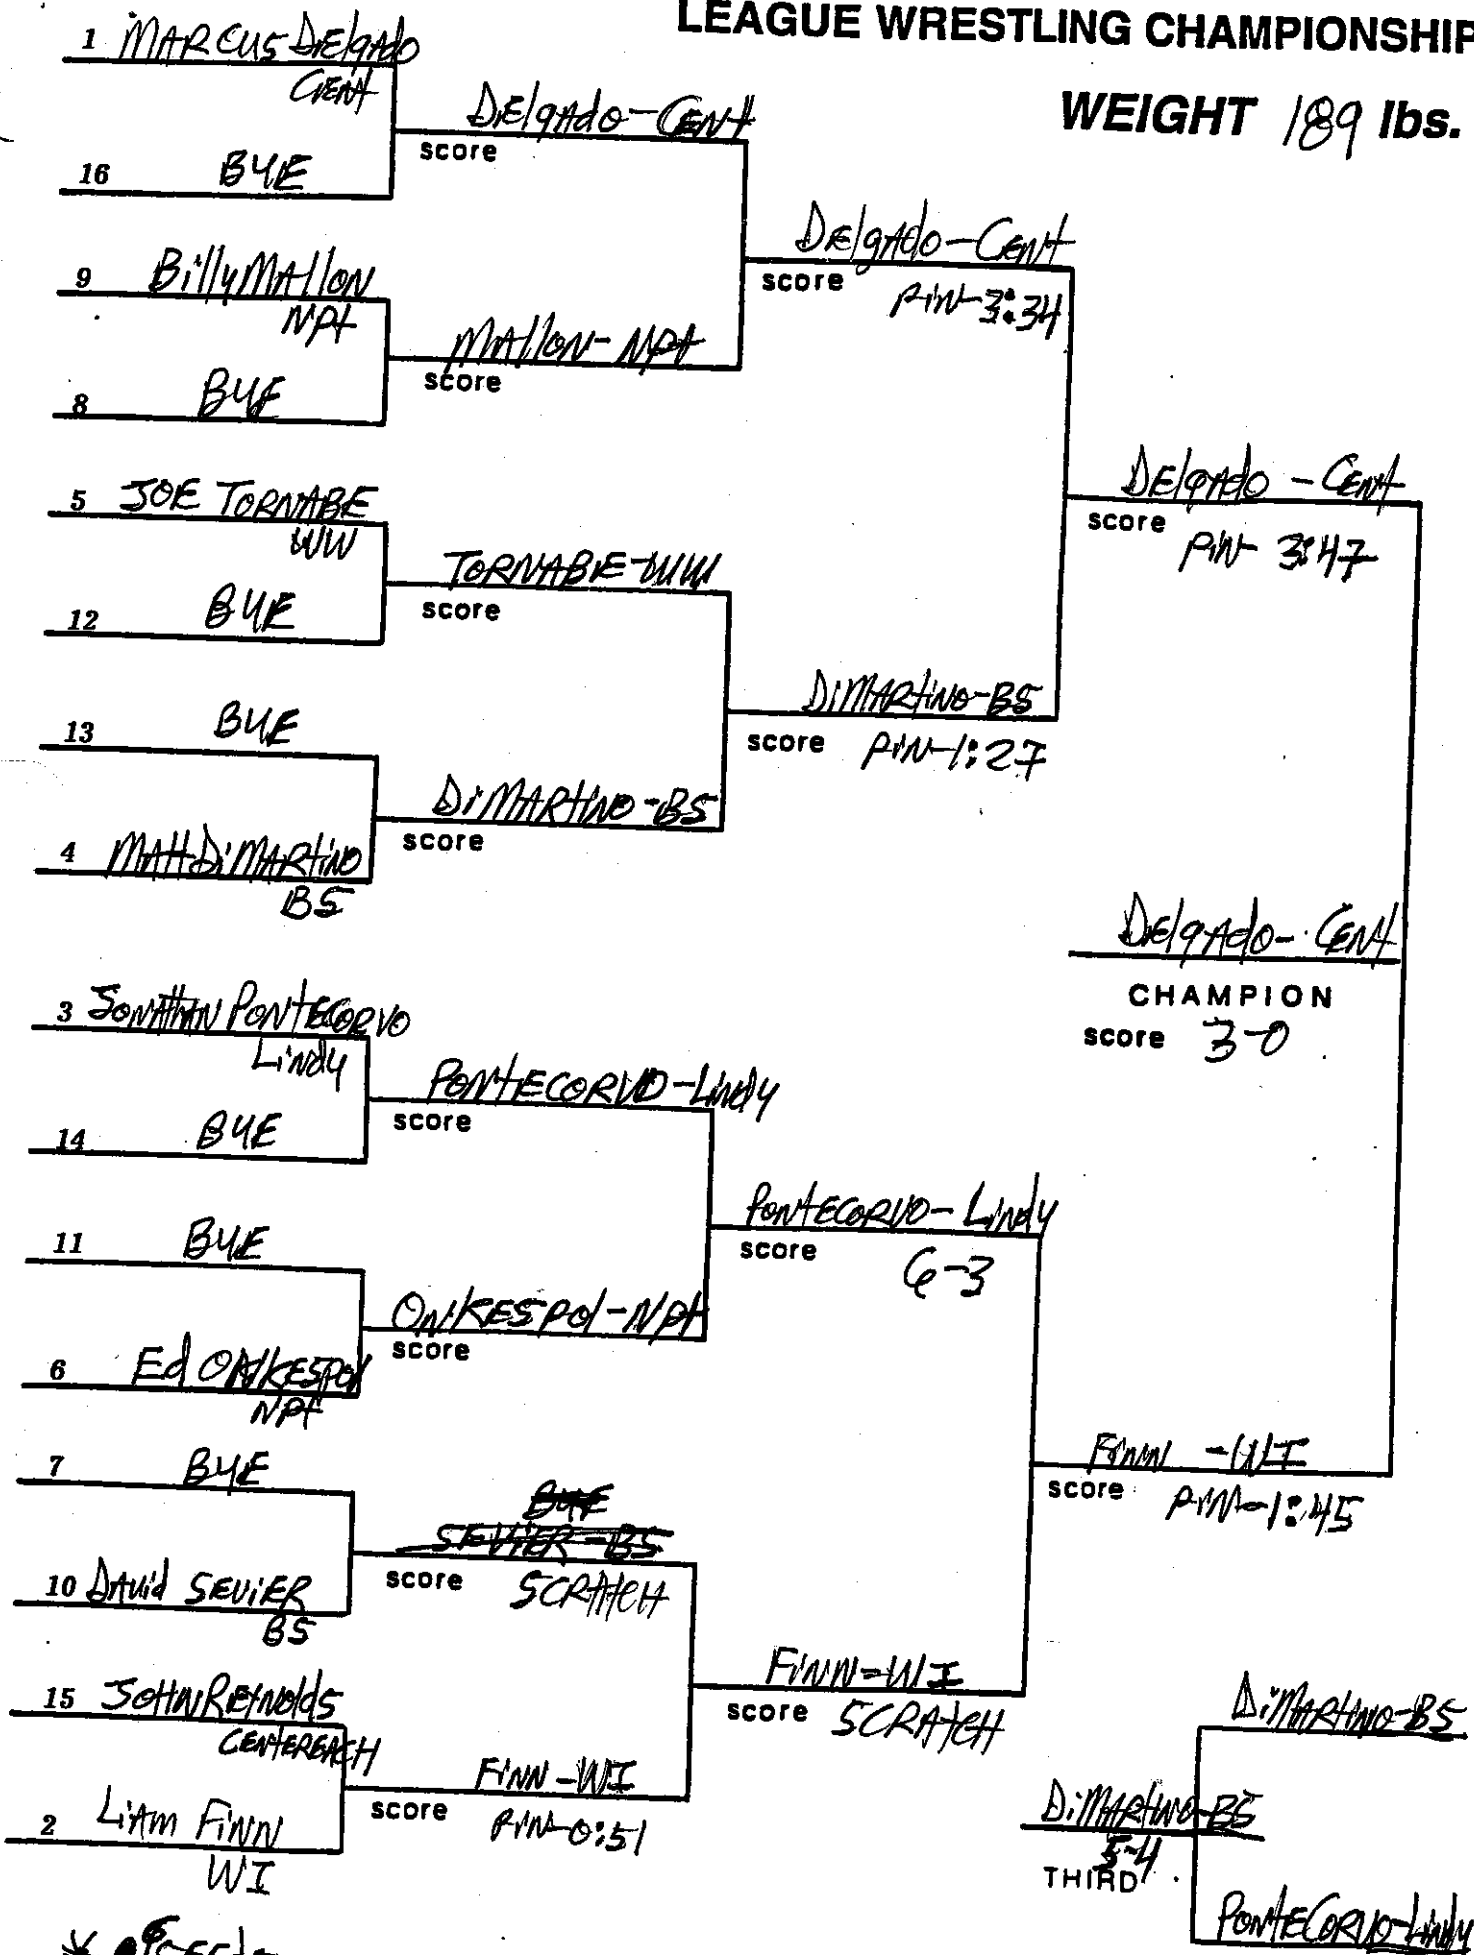 LEAGUE WRESTLING CHAMPIONSHIP
WEIGHT 189 lbs.
1 MARCUS DELGADO
CENT
16 BYE
DELGADO-CENT
score
9 Billy MALLON
NPT
8 BYE
MALLON-NPT
score
DELGADO-CENT
score PIN-3:34
5 JOE TORNABE
WW
12 BYE
TORNABE-WW
score
13 BYE
4 MATT DIMARTINO
BS
DIMARTINO-BS
score
DIMARTINO-BS
score PIN-1:27
DELGADO-CENT
score PIN-3:47
DELGADO-CENT
CHAMPION
score 3-0
3 JONATHAN PONTECORVO
Lindy
14 BYE
PONTECORVO-Lindy
score
11 BYE
6 Ed ONKESPOL
NPT
ONKESPOL-NPT
score
PONTECORVO-Lindy
score 6-3
7 BYE
10 DAVID SEVIER
BS
BYE
SEVIER-BS
score SCRATCH
15 JOHN REYNOLDS
CENTEREACH
2 LIAM FINN
WI
FINN-WI
score PIN-0:51
FINN-WI
score SCRATCH
FINN-WI
score PIN-1:45
DIMARTINO-BS
DIMARTINO-BS
5-4
THIRD
PONTECORVO-Lindy